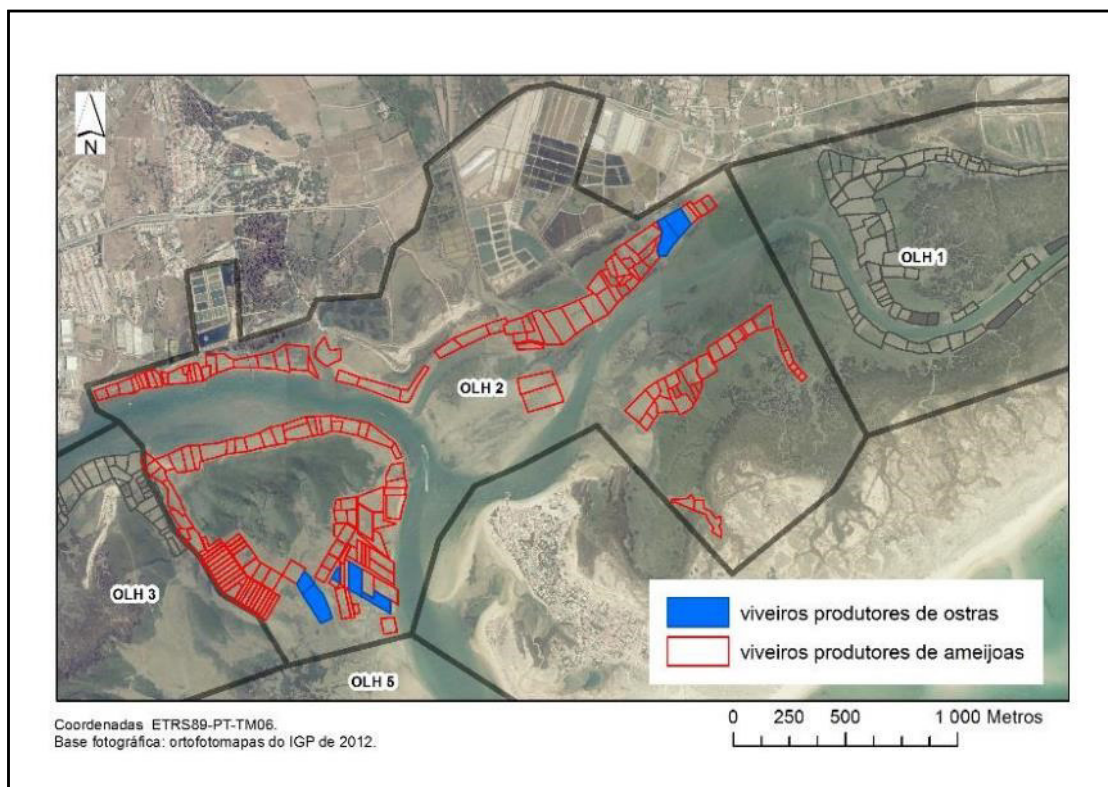 N
OLH 1
OLH 2
OLH 3
OLH 5
viveiros produtores de ostras
viveiros produtores de ameijoas
Coordenadas ETRS89-PT-TM06.
Base fotográfica: ortofotomapas do IGP de 2012.
0 250 500 1 000 Metros